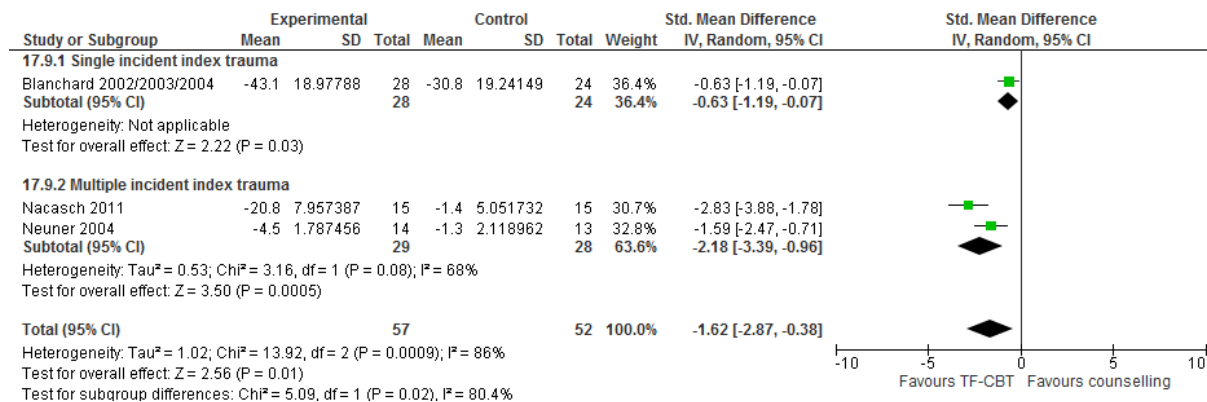 Experimental Control Std. Mean Difference Std. Mean Difference
Study or Subgroup Mean SD Total Mean SD Total Weight IV, Random, 95% CI IV, Random, 95% CI
17.9.1 Single incident index trauma
Blanchard 2002/2003/2004 -43.1 18.97788 28 -30.8 19.24149 24 36.4% -0.63 [-1.19, -0.07]
Subtotal (95% CI) 28 24 36.4% -0.63 [-1.19, -0.07]
Heterogeneity: Not applicable
Test for overall effect: Z = 2.22 (P = 0.03)
17.9.2 Multiple incident index trauma
Nacasch 2011 -20.8 7.957387 15 -1.4 5.051732 15 30.7% -2.83 [-3.88, -1.78]
Neuner 2004 -4.5 1.787456 14 -1.3 2.118962 13 32.8% -1.59 [-2.47, -0.71]
Subtotal (95% CI) 29 28 63.6% -2.18 [-3.39, -0.96]
Heterogeneity: Tau² = 0.53; Chi² = 3.16, df = 1 (P = 0.08); I² = 68%
Test for overall effect: Z = 3.50 (P = 0.0005)
Total (95% CI) 57 52 100.0% -1.62 [-2.87, -0.38]
Heterogeneity: Tau² = 1.02; Chi² = 13.92, df = 2 (P = 0.0009); I² = 86%
Test for overall effect: Z = 2.56 (P = 0.01)
Test for subgroup differences: Chi² = 5.09, df = 1 (P = 0.02), I² = 80.4%
-10 -5 0 5 10
Favours TF-CBT Favours counselling